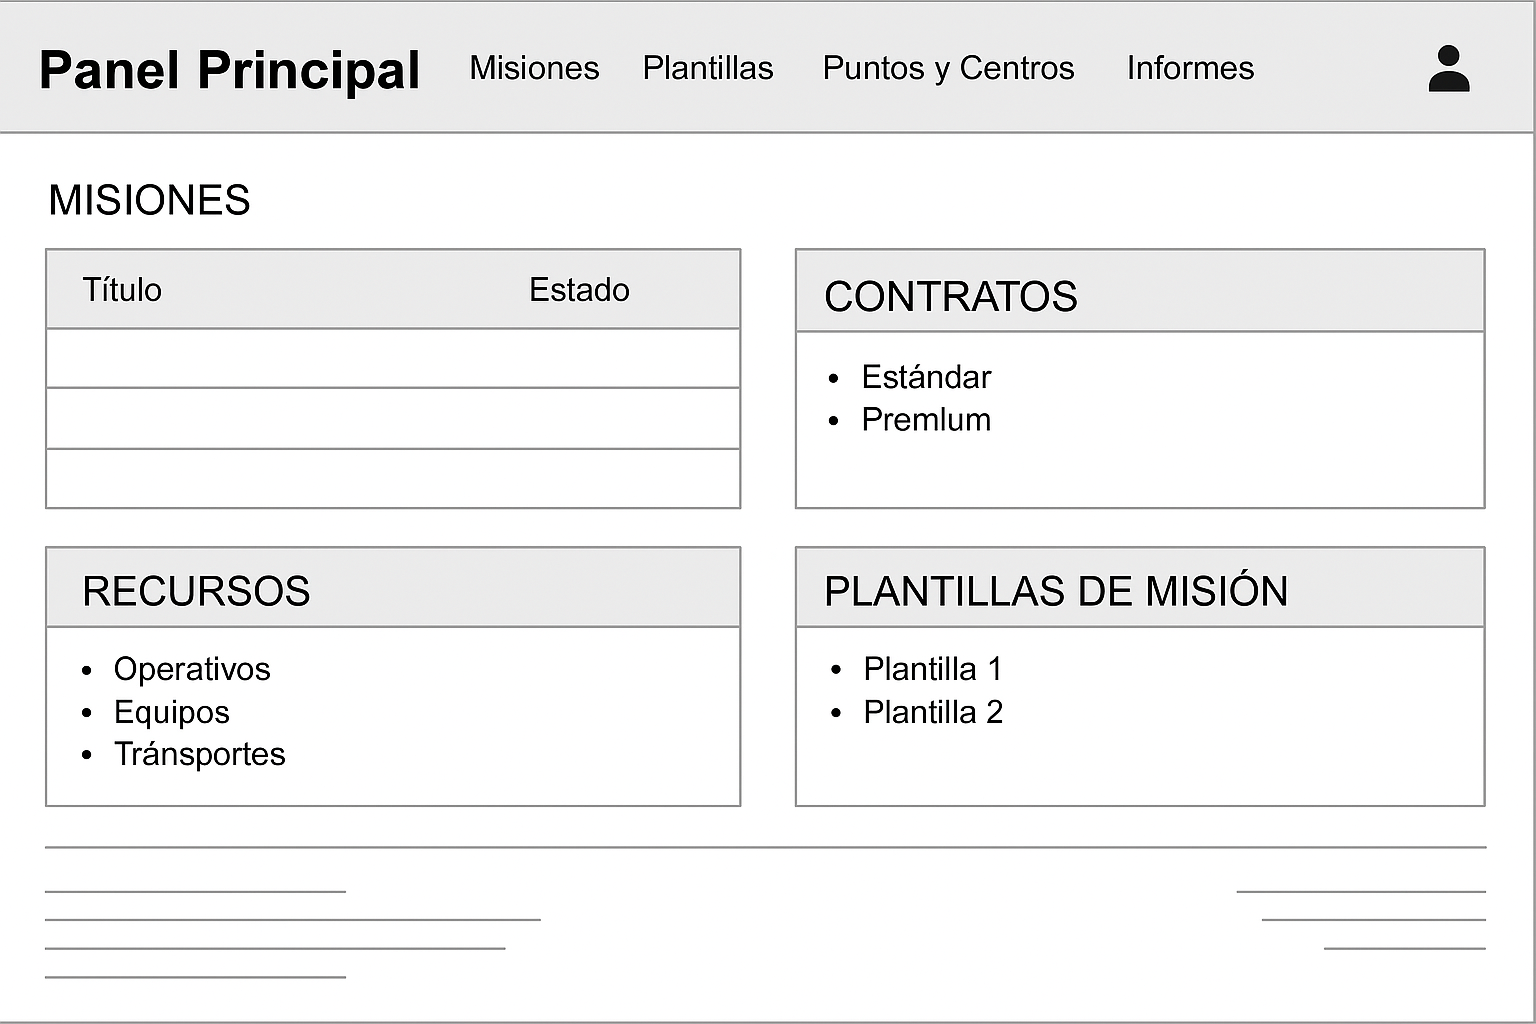 Panel Principal Misiones Plantillas Puntos y Centros Informes
MISIONES
Título Estado
CONTRATOS
• Estándar
• Premlum
RECURSOS
• Operativos
• Equipos
• Tránsportes
PLANTILLAS DE MISIÓN
• Plantilla 1
• Plantilla 2